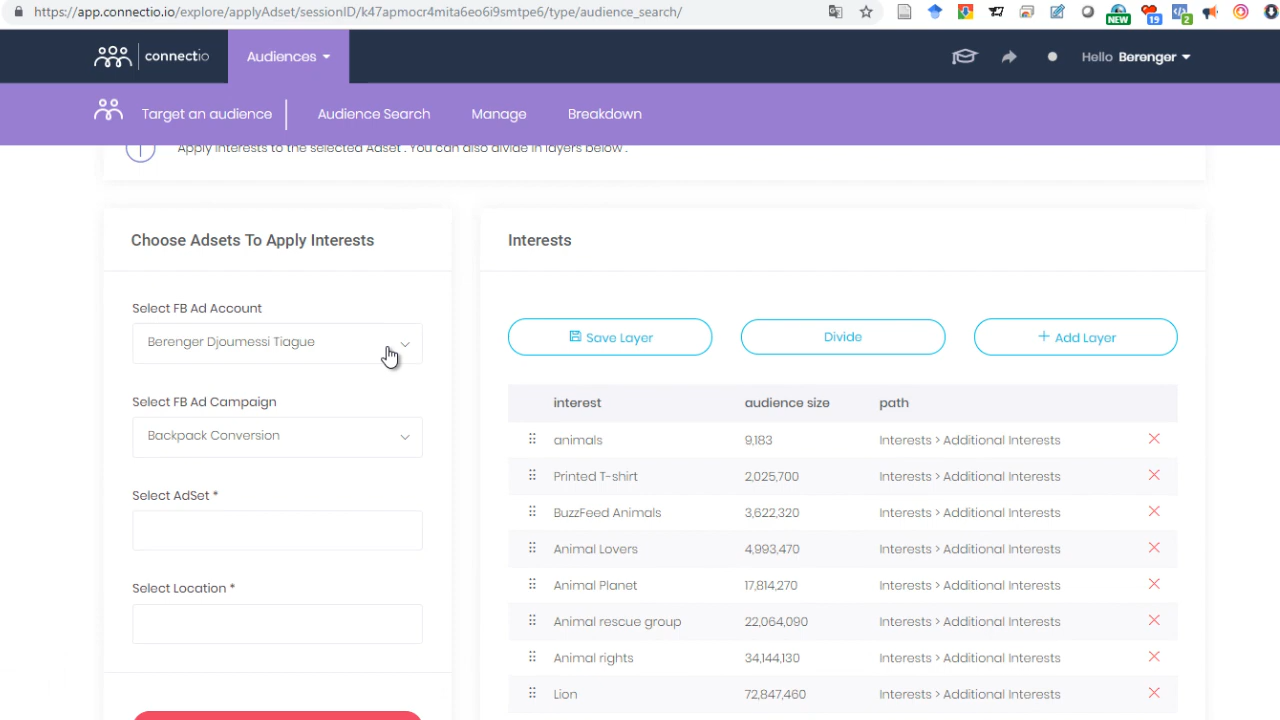 https://app.connectio.io/explore/applyAdset/sessionID/k47apmocr4mita6eo6i9smtpe6/type/audience_search/
NEW 19 2
connectio Audiences Hello Berenger
Target an audience Audience Search Manage Breakdown
Apply interests to the selected Adset . You can also divide in layers below .
Choose Adsets To Apply Interests
Select FB Ad Account
Berenger Djoumessi Tiague
Select FB Ad Campaign
Backpack Conversion
Select AdSet *
Select Location *
Interests
Save Layer Divide + Add Layer
interest audience size path
animals 9,183 Interests > Additional Interests
Printed T-shirt 2,025,700 Interests > Additional Interests
BuzzFeed Animals 3,622,320 Interests > Additional Interests
Animal Lovers 4,993,470 Interests > Additional Interests
Animal Planet 17,814,270 Interests > Additional Interests
Animal rescue group 22,064,090 Interests > Additional Interests
Animal rights 34,144,130 Interests > Additional Interests
Lion 72,847,460 Interests > Additional Interests